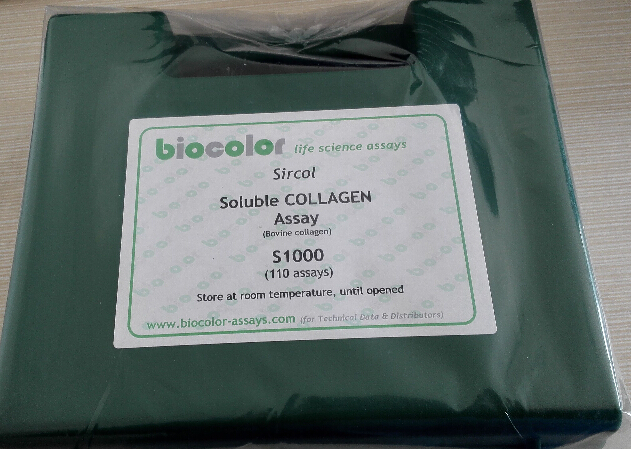 biocolor life science assays
Sircol
Soluble COLLAGEN
Assay
(Bovine collagen)
S1000
(110 assays)
Store at room temperature, until opened
www.biocolor-assays.com (for Technical Data & Distributors)